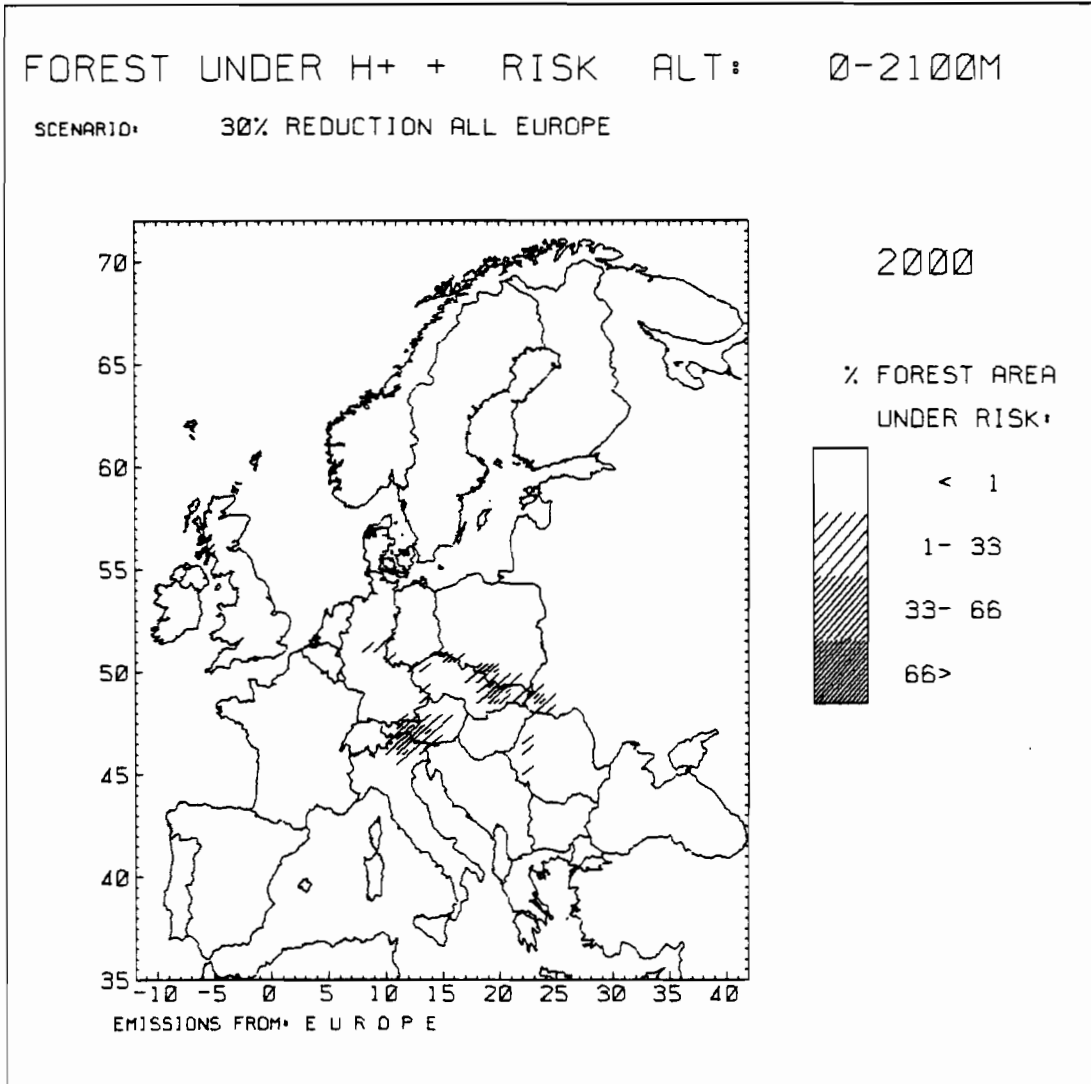 FOREST UNDER H+ + RISK ALT: 0-2100M
SCENARIO: 30% REDUCTION ALL EUROPE
2000
% FOREST AREA
UNDER RISK:
< 1
1- 33
33- 66
66>
70
65
60
55
50
45
40
35
-10 -5 0 5 10 15 20 25 30 35 40
EMISSIONS FROM: E U R O P E